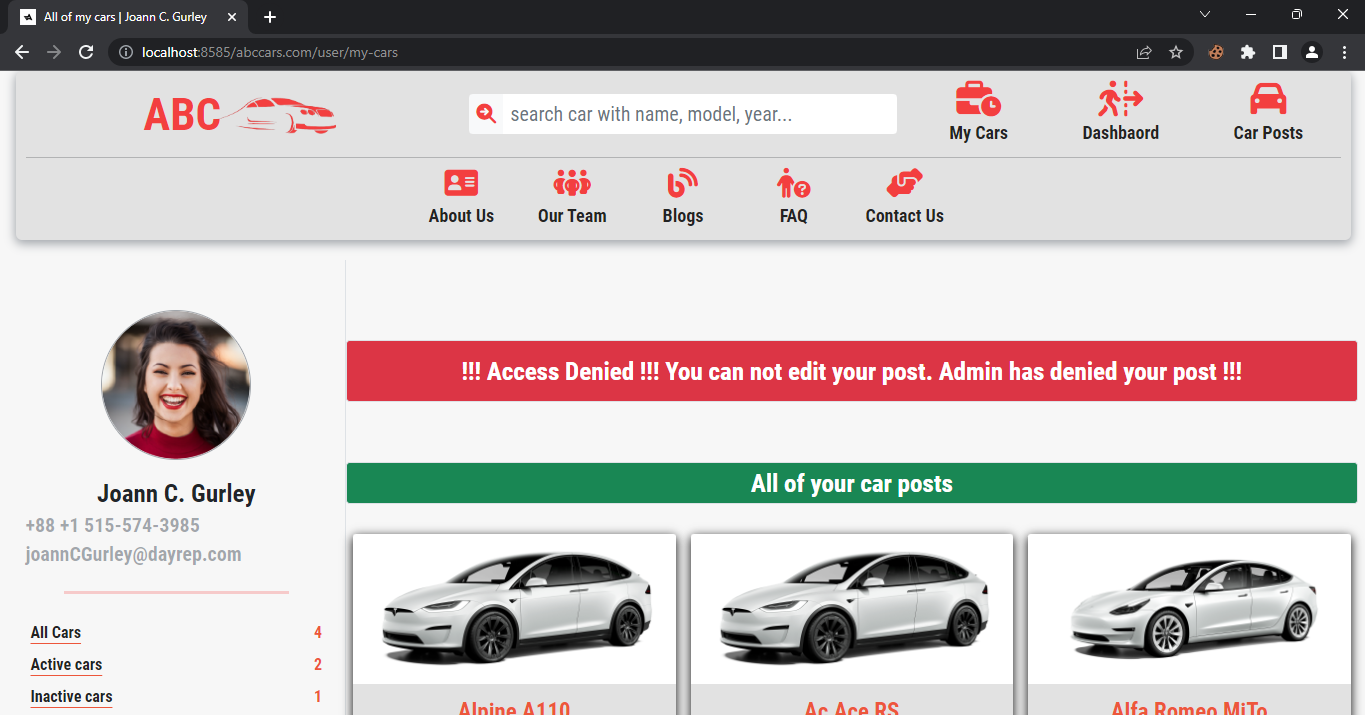 All of my cars | Joann C. Gurley
localhost:8585/abccars.com/user/my-cars
ABC
search car with name, model, year...
My Cars
Dashbaord
Car Posts
About Us
Our Team
Blogs
FAQ
Contact Us
Joann C. Gurley
+88 +1 515-574-3985
joannCGurley@dayrep.com
All Cars 4
Active cars 2
Inactive cars 1
!!! Access Denied !!! You can not edit your post. Admin has denied your post !!!
All of your car posts
Alpine A110
Ac Ace RS
Alfa Romeo MiTo